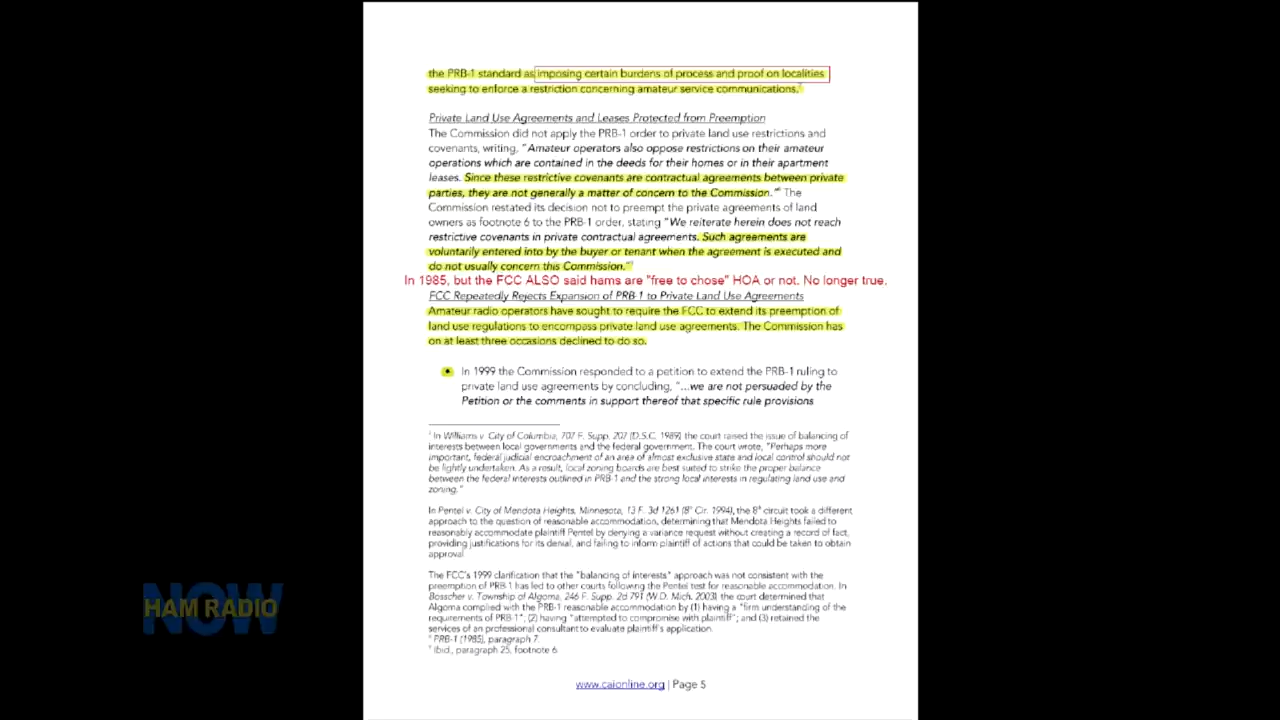 the PRB-1 standard as imposing certain burdens of process and proof on localities
seeking to enforce a restriction concerning amateur service communications.
Private Land Use Agreements and Leases Protected from Preemption
The Commission did not apply the PRB-1 order to private land use restrictions and
covenants, writing, "Amateur operators also oppose restrictions on their amateur
operations which are contained in the deeds for their homes or in their apartment
leases. Since these restrictive covenants are contractual agreements between private
parties, they are not generally a matter of concern to the Commission."⁶ The
Commission restated its decision not to preempt the private agreements of land
owners as footnote 6 to the PRB-1 order, stating "We reiterate herein does not reach
restrictive covenants in private contractual agreements. Such agreements are
voluntarily entered into by the buyer or tenant when the agreement is executed and
do not usually concern this Commission."⁷
In 1985, but the FCC ALSO said hams are "free to chose" HOA or not. No longer true.
FCC Repeatedly Rejects Expansion of PRB-1 to Private Land Use Agreements
Amateur radio operators have sought to require the FCC to extend its preemption of
land use regulations to encompass private land use agreements. The Commission has
on at least three occasions declined to do so.
• In 1999 the Commission responded to a petition to extend the PRB-1 ruling to
private land use agreements by concluding, "...we are not persuaded by the
Petition or the comments in support thereof that specific rule provisions
In Williams v. City of Columbia, 707 F. Supp. 207 (D.S.C. 1989), the court raised the issue of balancing of
interests between local governments and the federal government. The court wrote, "Perhaps more
important, federal judicial encroachment of an area of almost exclusive state and local control should not
be lightly undertaken. As a result, local zoning boards are best suited to strike the proper balance
between the federal interests outlined in PRB-1 and the strong local interests in regulating land use and
zoning."
In Pentel v. City of Mendota Heights, Minnesota, 13 F. 3d 1261 (8th Cir. 1994), the 8th circuit took a different
approach to the question of reasonable accommodation, determining that Mendota Heights failed to
reasonably accommodate plaintiff Pentel by denying a variance request without creating a record of fact,
providing justifications for its denial, and failing to inform plaintiff of actions that could be taken to obtain
approval
The FCC's 1999 clarification that the "balancing of interests" approach was not consistent with the
preemption of PRB-1 has led to other courts following the Pentel test for reasonable accommodation. In
Bosscher v. Township of Algoma, 246 F. Supp. 2d 791 (W.D. Mich. 2003), the court determined that
Algoma complied with the PRB-1 reasonable accommodation by (1) having a "firm understanding of the
requirements of PRB-1"; (2) having "attempted to compromise with plaintiff"; and (3) retained the
services of an professional consultant to evaluate plaintiff's application.
⁶ PRB-1 (1985), paragraph 7.
⁷ Ibid., paragraph 25, footnote 6
www.caionline.org | Page 5
NOW
HAM RADIO